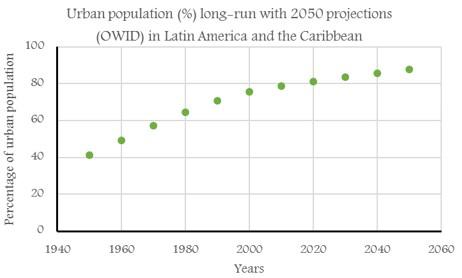 Urban population (%) long-run with 2050 projections
(OWID) in Latin America and the Caribbean
Percentage of urban population
100
80
60
40
20
0
1940 1960 1980 2000 2020 2040 2060
Years